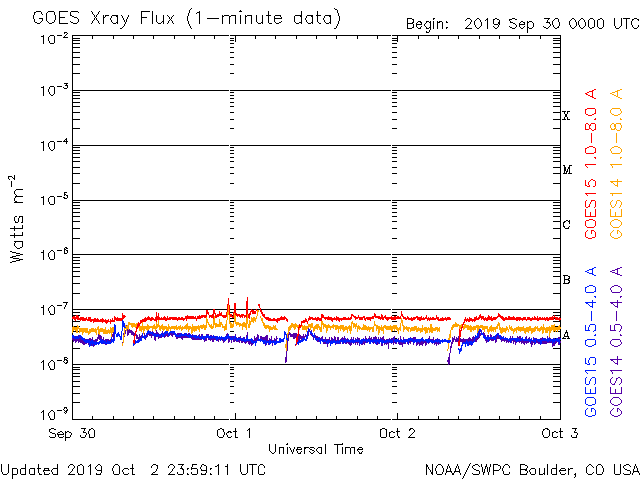 GOES Xray Flux (1-minute data)
Begin: 2019 Sep 30 0000 UTC
10-2
10-3
10-4
10-5
10-6
10-7
10-8
10-9
Watts m-2
X
M
C
B
A
GOES15 1.0-8.0 A
GOES14 1.0-8.0 A
GOES15 0.5-4.0 A
GOES14 0.5-4.0 A
Sep 30
Oct 1
Oct 2
Oct 3
Universal Time
Updated 2019 Oct 2 23:59:11 UTC
NOAA/SWPC Boulder, CO USA